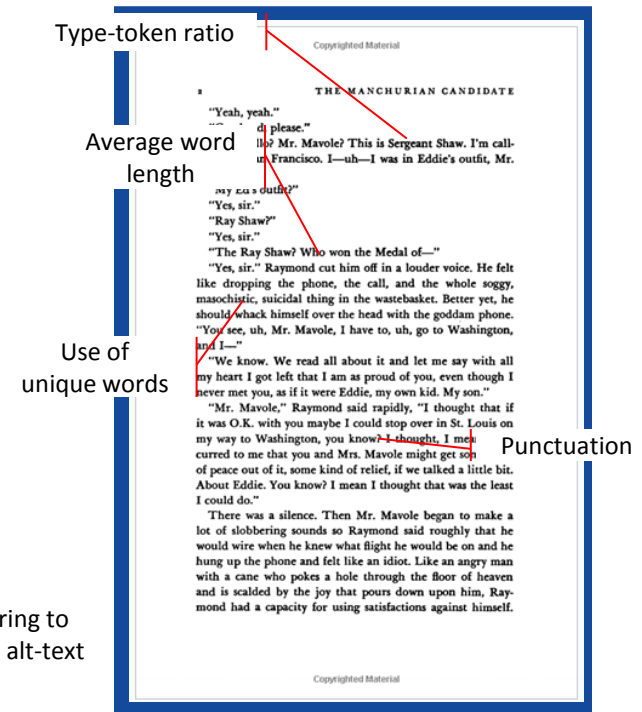 Type-token ratio
Copyrighted Material
2 THE MANCHURIAN CANDIDATE
"Yeah, yeah."
please."
Average word
length
Mr. Mavole? This is Sergeant Shaw. I'm call-
Francisco. I—uh—I was in Eddie's outfit, Mr.
"My Ed's outfit?"
"Yes, sir."
"Ray Shaw?"
"Yes, sir."
"The Ray Shaw? Who won the Medal of—"
"Yes, sir." Raymond cut him off in a louder voice. He felt
like dropping the phone, the call, and the whole soggy,
masochistic, suicidal thing in the wastebasket. Better yet, he
should whack himself over the head with the goddam phone.
"You see, uh, Mr. Mavole, I have to, uh, go to Washington,
and I—"
Use of
unique words
"We know. We read all about it and let me say with all
my heart I got left that I am as proud of you, even though I
never met you, as if it were Eddie, my own kid. My son."
"Mr. Mavole," Raymond said rapidly, "I thought that if
it was O.K. with you maybe I could stop over in St. Louis on
my way to Washington, you know? I thought, I
Punctuation
curred to me that you and Mrs. Mavole might get
of peace out of it, some kind of relief, if we talked a little bit.
About Eddie. You know? I mean I thought that was the least
I could do."
There was a silence. Then Mr. Mavole began to make a
lot of slobbering sounds so Raymond said roughly that he
would wire when he knew what flight he would be on and he
hung up the phone and felt like an idiot. Like an angry man
with a cane who pokes a hole through the floor of heaven
and is scalded by the joy that pours down upon him, Ray-
mond had a capacity for using satisfactions against himself.
ring to
alt-text
Copyrighted Material